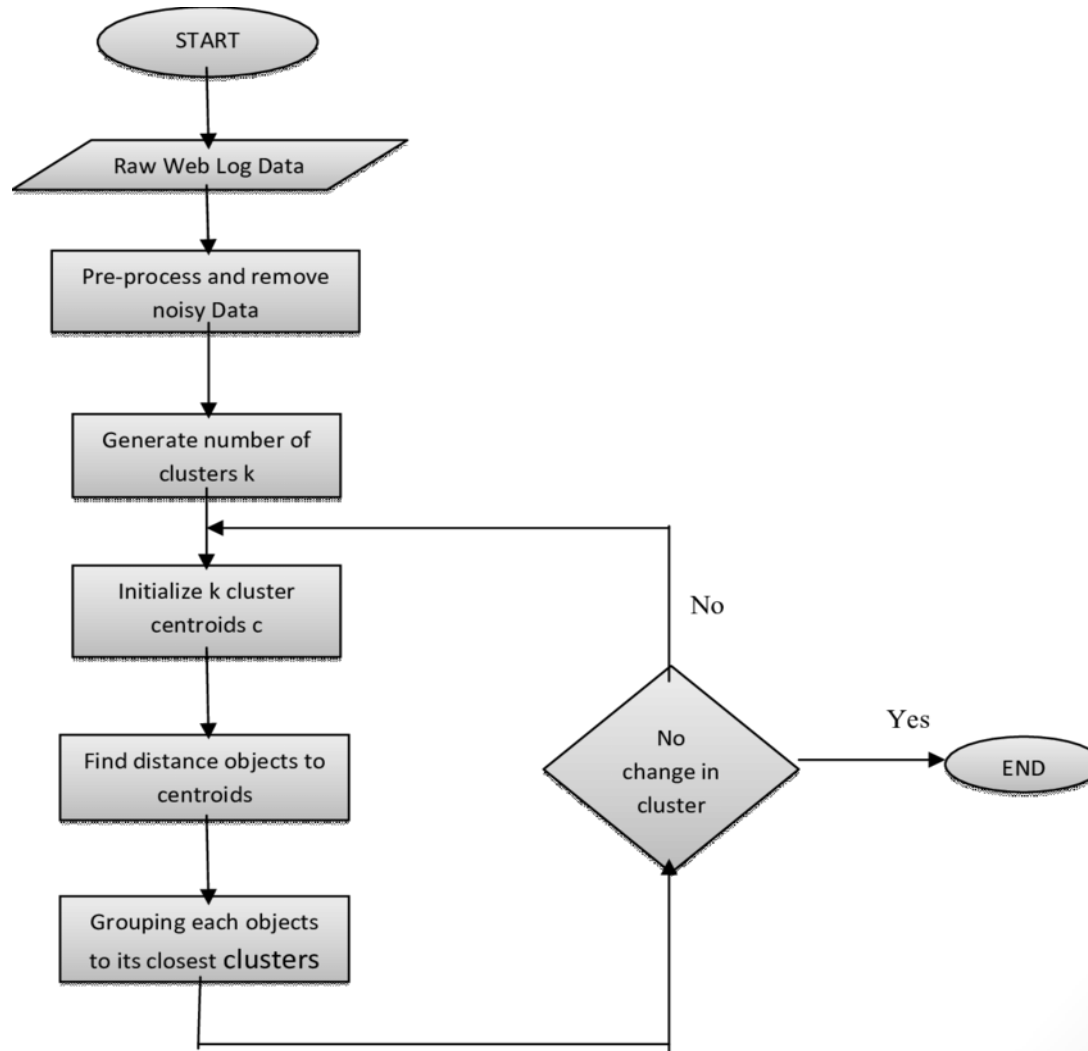 START
Raw Web Log Data
Pre-process and remove
noisy Data
Generate number of
clusters k
Initialize k cluster
centroids c
Find distance objects to
centroids
Grouping each objects
to its closest clusters
No
change in
cluster
No
Yes
END